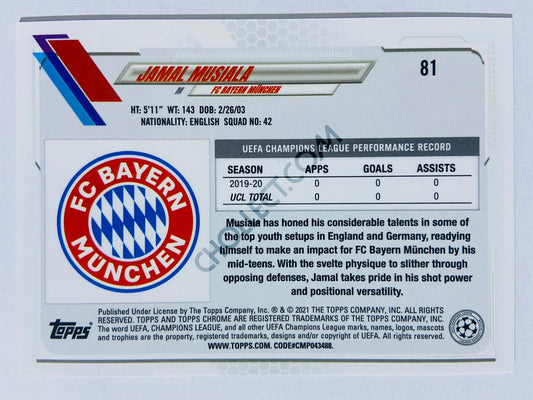 JAMAL MUSIALA
81
M
FC BAYERN MÜNCHEN
HT: 5'11" WT: 143 DOB: 2/26/03
NATIONALITY: ENGLISH SQUAD NO: 42
UEFA CHAMPIONS LEAGUE PERFORMANCE RECORD
SEASON APPS GOALS ASSISTS
2019-20 0 0 0
UCL TOTAL 0 0 0
FC BAYERN
MÜNCHEN
Musiala has honed his considerable talents in some of
the top youth setups in England and Germany, readying
himself to make an impact for FC Bayern München by his
mid-teens. With the svelte physique to slither through
opposing defenses, Jamal takes pride in his shot power
and positional versatility.
CHOLLECT.COM
topps
Published Under License by The Topps Company, Inc. ® & © 2021 THE TOPPS COMPANY, INC. ALL RIGHTS
RESERVED. TOPPS AND TOPPS CHROME ARE REGISTERED TRADEMARKS OF THE TOPPS COMPANY, INC.
The word UEFA, CHAMPIONS LEAGUE, and all other UEFA Champions League marks, names, logos, mascots
and trophies are the property, registered trademarks, designs and/or copyright of UEFA. All rights reserved.
WWW.TOPPS.COM. CODE#CMP043488.